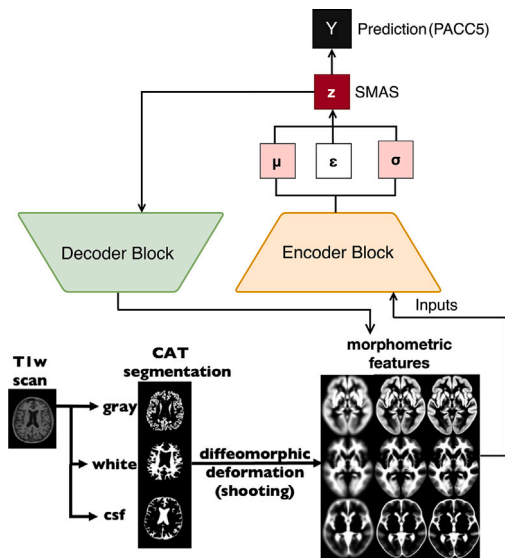 Y
Prediction (PACC5)
z
SMAS
μ
ε
σ
Decoder Block
Encoder Block
Inputs
T1w
scan
CAT
segmentation
morphometric
features
gray
white
csf
diffeomorphic
deformation
(shooting)